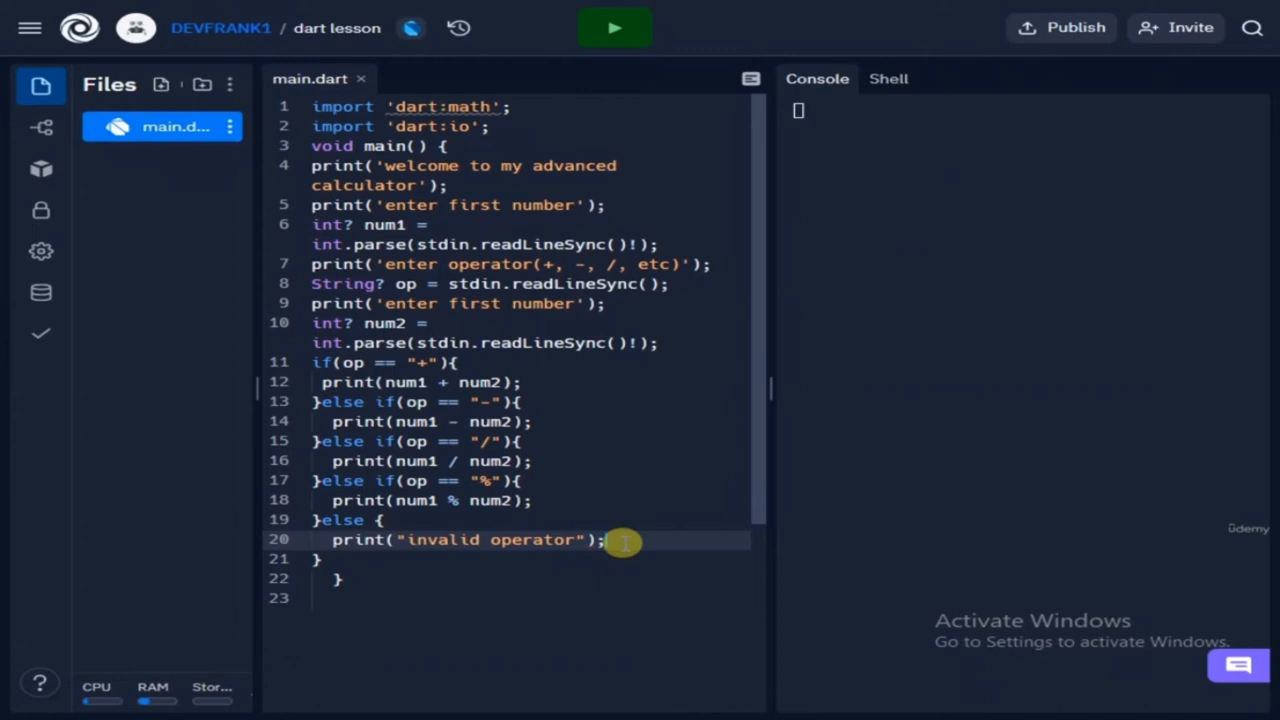 DEVFRANK1 / dart lesson
Publish
Invite
Files
main.d...
main.dart
Console
Shell
1 import 'dart:math';
2 import 'dart:io';
3 void main() {
4 print('welcome to my advanced
calculator');
5 print('enter first number');
6 int? num1 =
int.parse(stdin.readLineSync()!);
7 print('enter operator(+, -, /, etc)');
8 String? op = stdin.readLineSync();
9 print('enter first number');
10 int? num2 =
int.parse(stdin.readLineSync()!);
11 if(op == "+"){
12 print(num1 + num2);
13 }else if(op == "-"){
14 print(num1 - num2);
15 }else if(op == "/"){
16 print(num1 / num2);
17 }else if(op == "%"){
18 print(num1 % num2);
19 }else {
20 print("invalid operator");
21 }
22 }
23
ûdemy
Activate Windows
Go to Settings to activate Windows.
?
CPU
RAM
Stor...